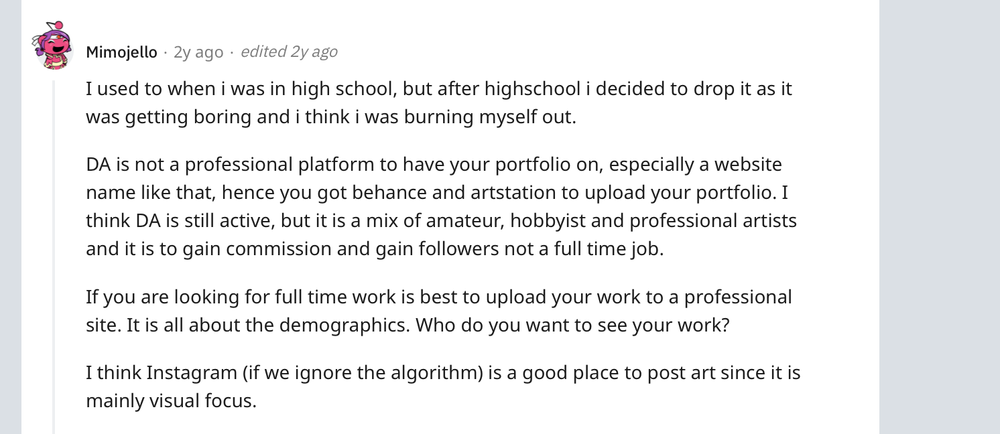 Mimojello · 2y ago · edited 2y ago
I used to when i was in high school, but after highschool i decided to drop it as it
was getting boring and i think i was burning myself out.
DA is not a professional platform to have your portfolio on, especially a website
name like that, hence you got behance and artstation to upload your portfolio. I
think DA is still active, but it is a mix of amateur, hobbyist and professional artists
and it is to gain commission and gain followers not a full time job.
If you are looking for full time work is best to upload your work to a professional
site. It is all about the demographics. Who do you want to see your work?
I think Instagram (if we ignore the algorithm) is a good place to post art since it is
mainly visual focus.